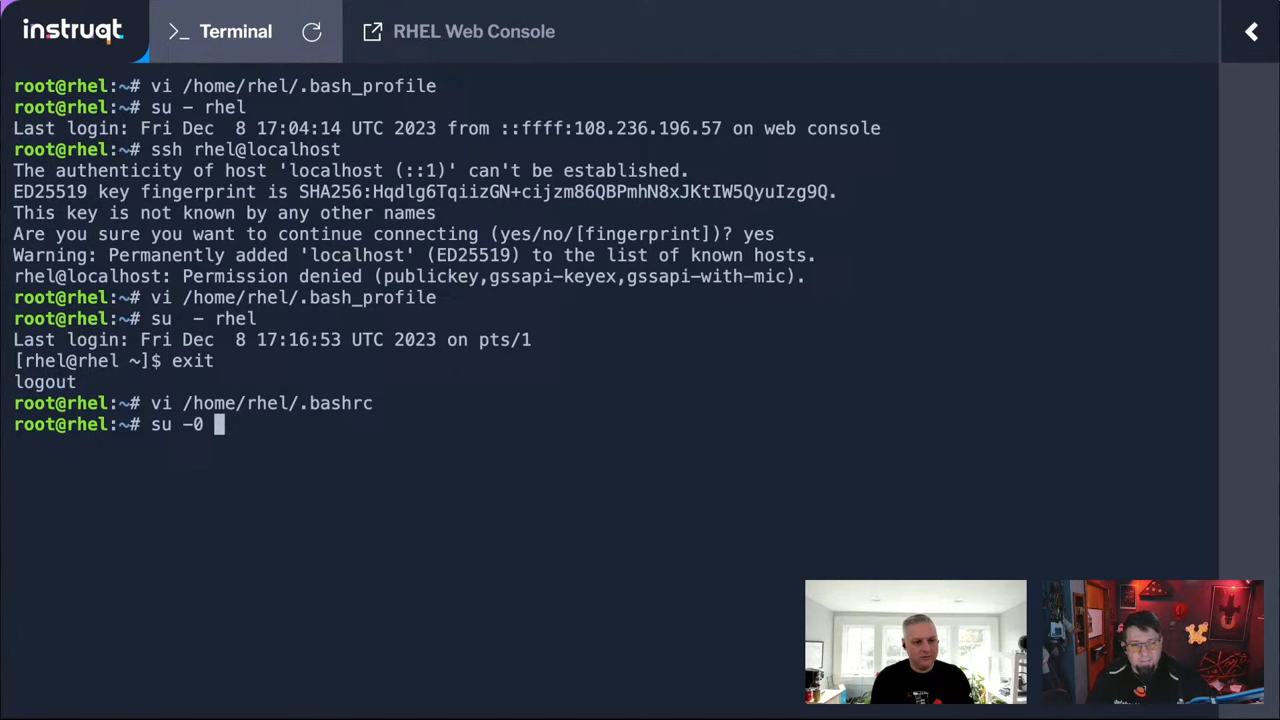 instruqt
>_ Terminal
RHEL Web Console
root@rhel:~# vi /home/rhel/.bash_profile
root@rhel:~# su - rhel
Last login: Fri Dec  8 17:04:14 UTC 2023 from ::ffff:108.236.196.57 on web console
root@rhel:~# ssh rhel@localhost
The authenticity of host 'localhost (::1)' can't be established.
ED25519 key fingerprint is SHA256:Hqdlg6TqiizGN+cijzm86QBPmhN8xJKtIW5QyuIzg9Q.
This key is not known by any other names
Are you sure you want to continue connecting (yes/no/[fingerprint])? yes
Warning: Permanently added 'localhost' (ED25519) to the list of known hosts.
rhel@localhost: Permission denied (publickey,gssapi-keyex,gssapi-with-mic).
root@rhel:~# vi /home/rhel/.bash_profile
root@rhel:~# su  - rhel
Last login: Fri Dec  8 17:16:53 UTC 2023 on pts/1
[rhel@rhel ~]$ exit
logout
root@rhel:~# vi /home/rhel/.bashrc
root@rhel:~# su -0